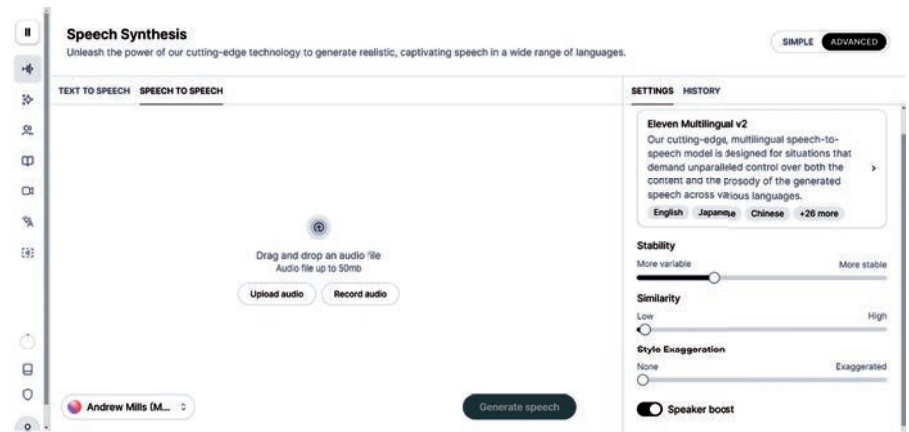 Speech Synthesis
Unleash the power of our cutting-edge technology to generate realistic, captivating speech in a wide range of languages.
SIMPLE ADVANCED
TEXT TO SPEECH SPEECH TO SPEECH
Drag and drop an audio file
Audio file up to 50mb
Upload audio Record audio
Andrew Mills (M...
Generate speech
SETTINGS HISTORY
Eleven Multilingual v2
Our cutting-edge, multilingual speech-to-
speech model is designed for situations that
demand unparalleled control over both the
content and the prosody of the generated
speech across various languages.
English Japanese Chinese +26 more
Stability
More variable More stable
Similarity
Low High
Style Exaggeration
None Exaggerated
Speaker boost